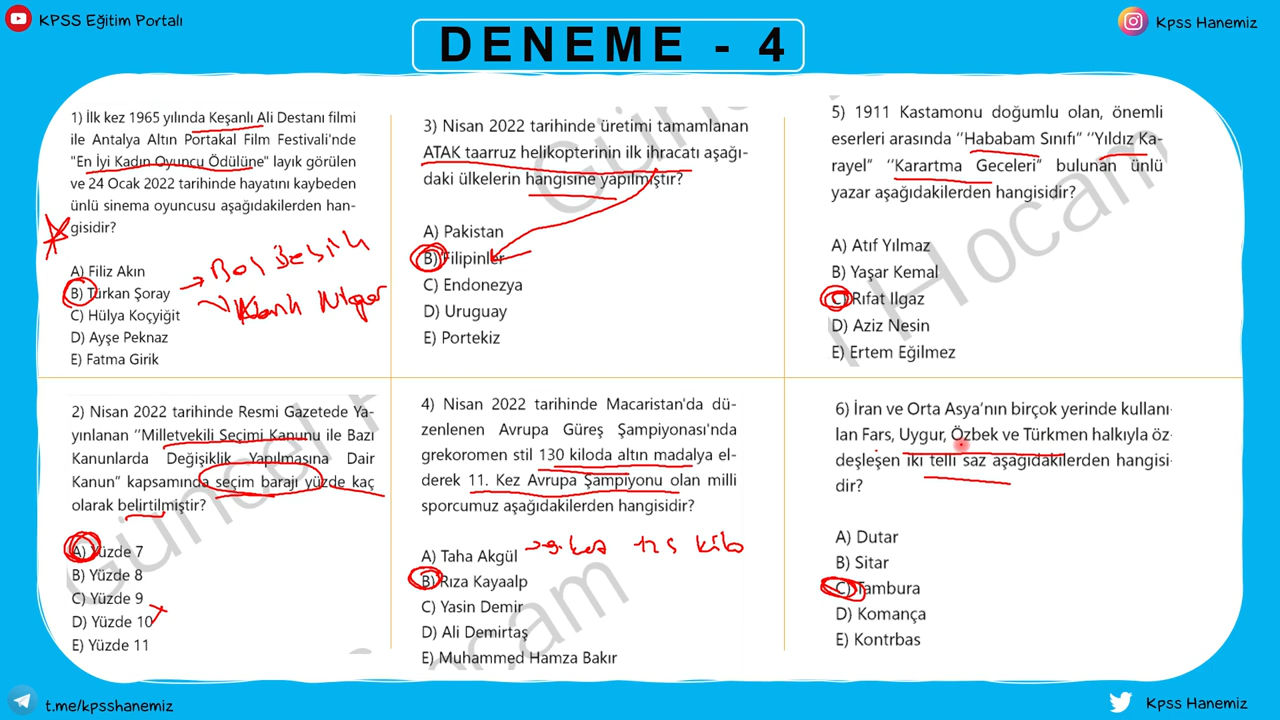 KPSS Eğitim Portalı
DENEME - 4
Kpss Hanemiz
1) İlk kez 1965 yılında Keşanlı Ali Destanı filmi
ile Antalya Altın Portakal Film Festivali'nde
"En İyi Kadın Oyuncu Ödülüne" layık görülen
ve 24 Ocak 2022 tarihinde hayatını kaybeden
ünlü sinema oyuncusu aşağıdakilerden han-
gisidir?
A) Filiz Akın
B) Türkan Şoray
C) Hülya Koçyiğit
D) Ayşe Peknaz
E) Fatma Girik
2) Nisan 2022 tarihinde Resmi Gazetede Ya-
yınlanan ''Milletvekili Seçimi Kanunu ile Bazı
Kanunlarda Değişiklik Yapılmasına Dair
Kanun" kapsamında seçim barajı yüzde kaç
olarak belirtilmiştir?
A) Yüzde 7
B) Yüzde 8
C) Yüzde 9
D) Yüzde 10
E) Yüzde 11
3) Nisan 2022 tarihinde üretimi tamamlanan
ATAK taarruz helikopterinin ilk ihracatı aşağı-
daki ülkelerin hangisine yapılmıştır?
A) Pakistan
B) Filipinler
C) Endonezya
D) Uruguay
E) Portekiz
4) Nisan 2022 tarihinde Macaristan'da dü-
zenlenen Avrupa Güreş Şampiyonası'nda
grekoromen stil 130 kiloda altın madalya el-
derek 11. Kez Avrupa Şampiyonu olan milli
sporcumuz aşağıdakilerden hangisidir?
A) Taha Akgül 9. kez 125 kilo
B) Rıza Kayaalp
C) Yasin Demir
D) Ali Demirtaş
E) Muhammed Hamza Bakır
5) 1911 Kastamonu doğumlu olan, önemli
eserleri arasında ''Hababam Sınıfı" ''Yıldız Ka-
rayel" ''Karartma Geceleri" bulunan ünlü
yazar aşağıdakilerden hangisidir?
A) Atıf Yılmaz
B) Yaşar Kemal
C) Rıfat Ilgaz
D) Aziz Nesin
E) Ertem Eğilmez
6) İran ve Orta Asya'nın birçok yerinde kullanı-
lan Fars, Uygur, Özbek ve Türkmen halkıyla öz-
deşleşen iki telli saz aşağıdakilerden hangisi-
dir?
A) Dutar
B) Sitar
C) Tambura
D) Komança
E) Kontrbas
t.me/kpsshanemiz
Kpss Hanemiz